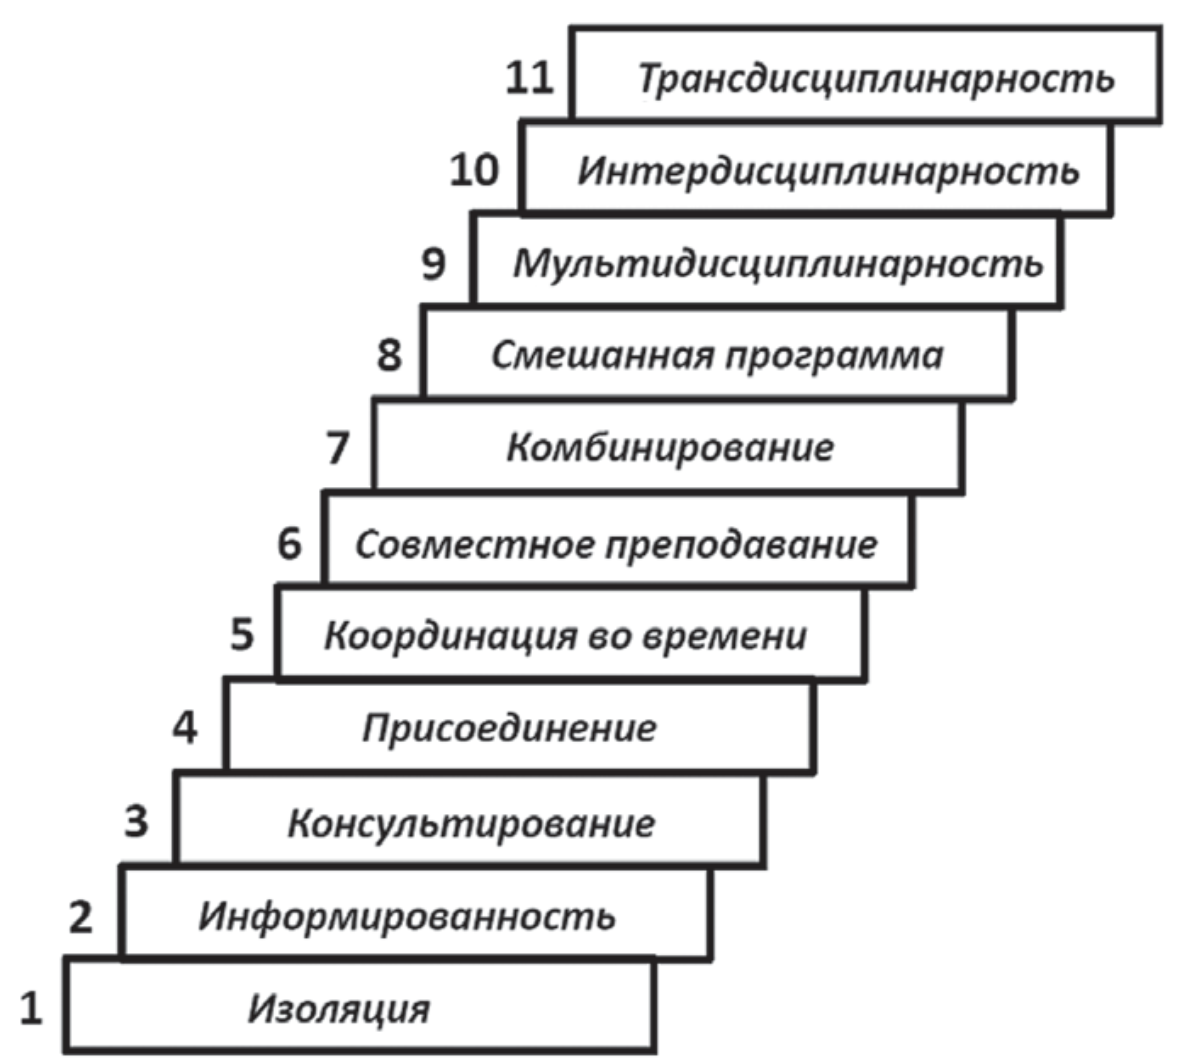 11 Трансдисциплинарность
10 Интердисциплинарность
9 Мультидисциплинарность
8 Смешанная программа
7 Комбинирование
6 Совместное преподавание
5 Координация во времени
4 Присоединение
3 Консультирование
2 Информированность
1 Изоляция